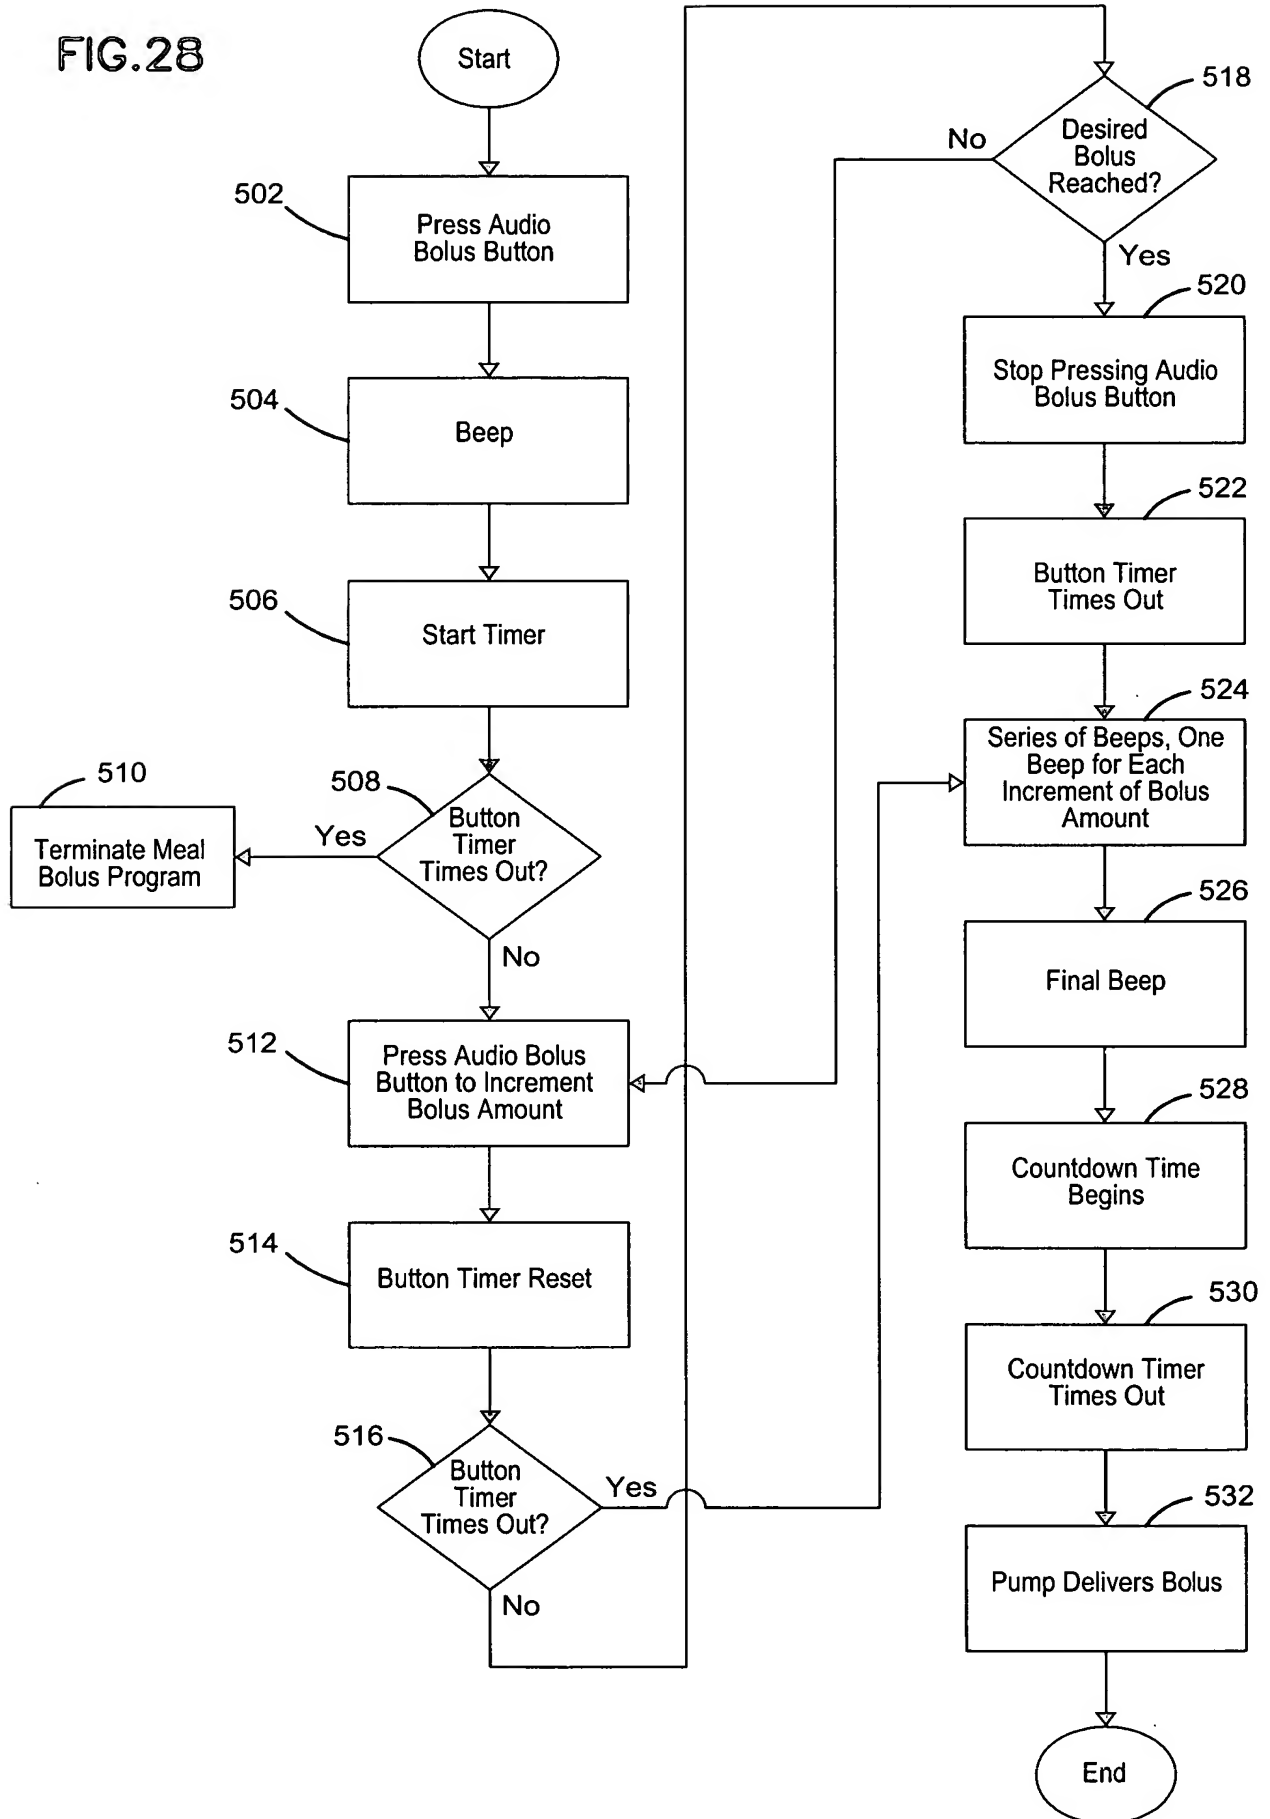 FIG.28
Start
502
Press Audio
Bolus Button
504
Beep
506
Start Timer
508
Button
Timer
Times Out?
Yes
510
Terminate Meal
Bolus Program
No
512
Press Audio Bolus
Button to Increment
Bolus Amount
514
Button Timer Reset
516
Button
Timer
Times Out?
Yes
No
518
Desired
Bolus
Reached?
No
Yes
520
Stop Pressing Audio
Bolus Button
522
Button Timer
Times Out
524
Series of Beeps, One
Beep for Each
Increment of Bolus
Amount
526
Final Beep
528
Countdown Time
Begins
530
Countdown Timer
Times Out
532
Pump Delivers Bolus
End